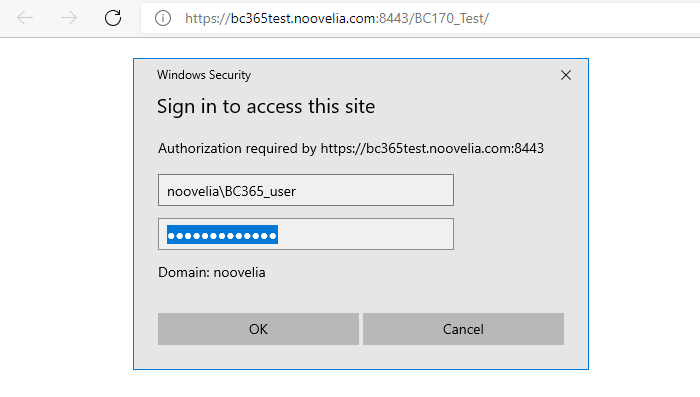 https://bc365test.noovelia.com:8443/BC170_Test/
Windows Security
Sign in to access this site
Authorization required by https://bc365test.noovelia.com:8443
noovelia\BC365_user
●●●●●●●●●●●●●
Domain: noovelia
OK
Cancel